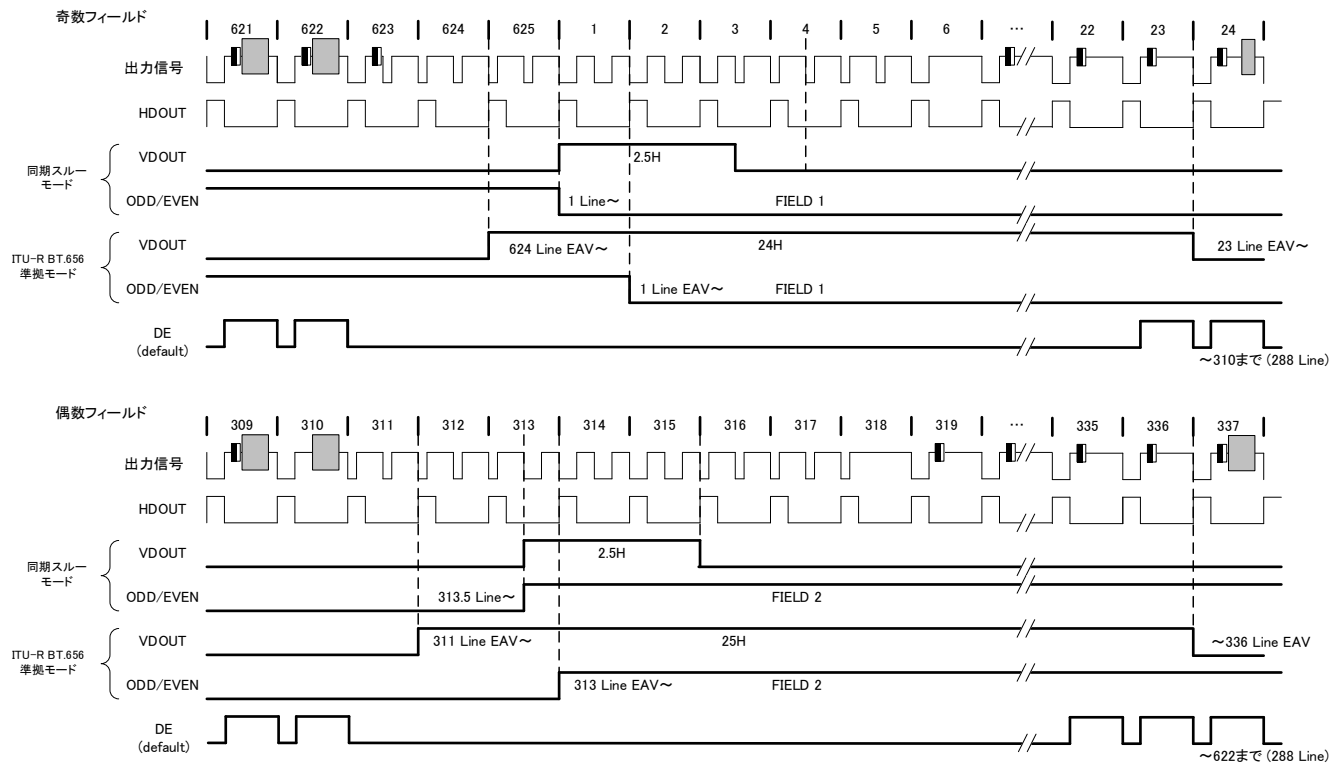 奇数フィールド
621 622 623 624 625 1 2 3 4 5 6 … 22 23 24
出力信号
HDOUT
同期スルー
モード
VDOUT
2.5H
ODD/EVEN
1 Line～
FIELD 1
ITU-R BT.656
準拠モード
VDOUT
624 Line EAV～
24H
23 Line EAV～
ODD/EVEN
1 Line EAV～
FIELD 1
DE
(default)
～310まで (288 Line)
偶数フィールド
309 310 311 312 313 314 315 316 317 318 319 … 335 336 337
出力信号
HDOUT
同期スルー
モード
VDOUT
2.5H
ODD/EVEN
313.5 Line～
FIELD 2
ITU-R BT.656
準拠モード
VDOUT
311 Line EAV～
25H
～336 Line EAV
ODD/EVEN
313 Line EAV～
FIELD 2
DE
(default)
～622まで (288 Line)